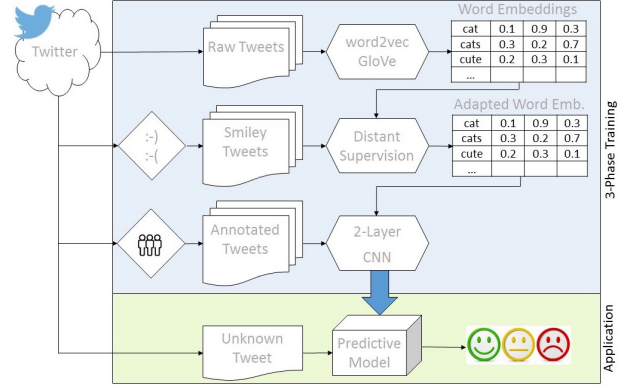 Twitter
Raw Tweets
word2vec
GloVe
Word Embeddings
cat 0.1 0.9 0.3
cats 0.3 0.2 0.7
cute 0.2 0.3 0.1
...
:-)
:-(
Smiley
Tweets
Distant
Supervision
Adapted Word Emb.
cat 0.1 0.9 0.3
cats 0.3 0.2 0.7
cute 0.2 0.3 0.1
...
Annotated
Tweets
2-Layer
CNN
3-Phase Training
Unknown
Tweet
Predictive
Model
Application